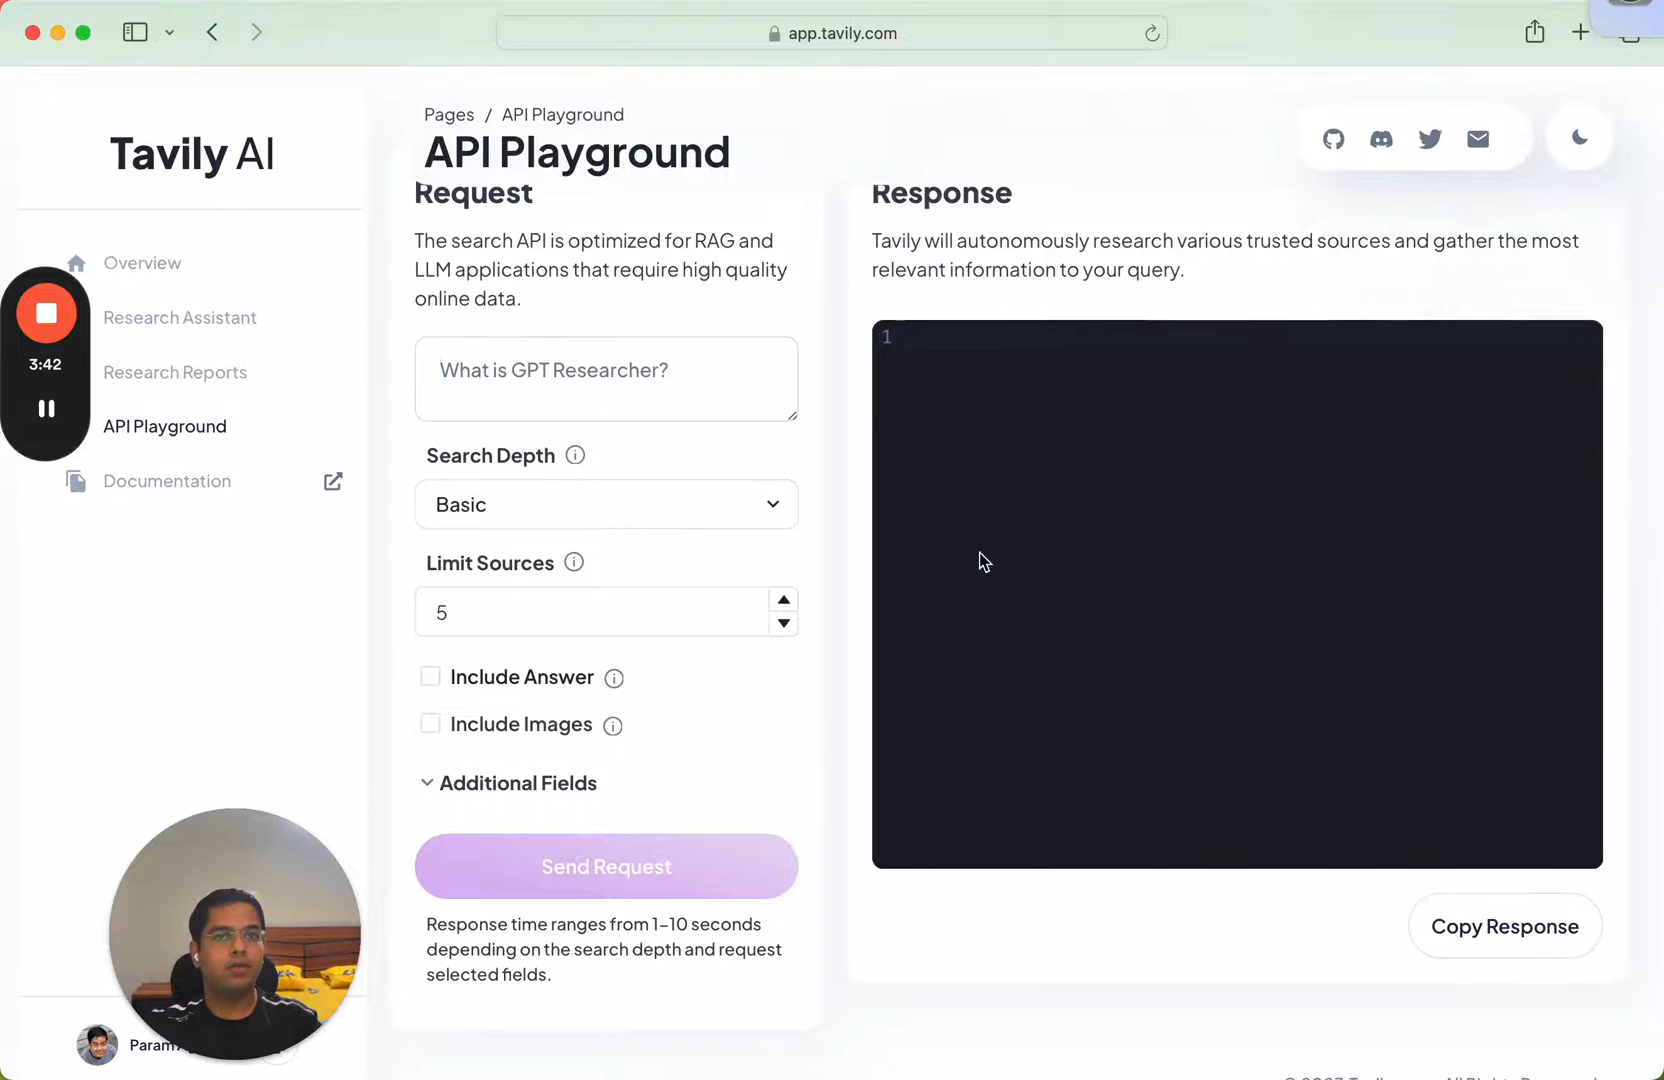 app.tavily.com
Tavily AI
Overview
Research Assistant
Research Reports
API Playground
Documentation
3:42
Param
Pages / API Playground
API Playground
Request
The search API is optimized for RAG and
LLM applications that require high quality
online data.
What is GPT Researcher?
Search Depth
Basic
Limit Sources
5
Include Answer
Include Images
Additional Fields
Send Request
Response time ranges from 1-10 seconds
depending on the search depth and request
selected fields.
Response
Tavily will autonomously research various trusted sources and gather the most
relevant information to your query.
1
Copy Response